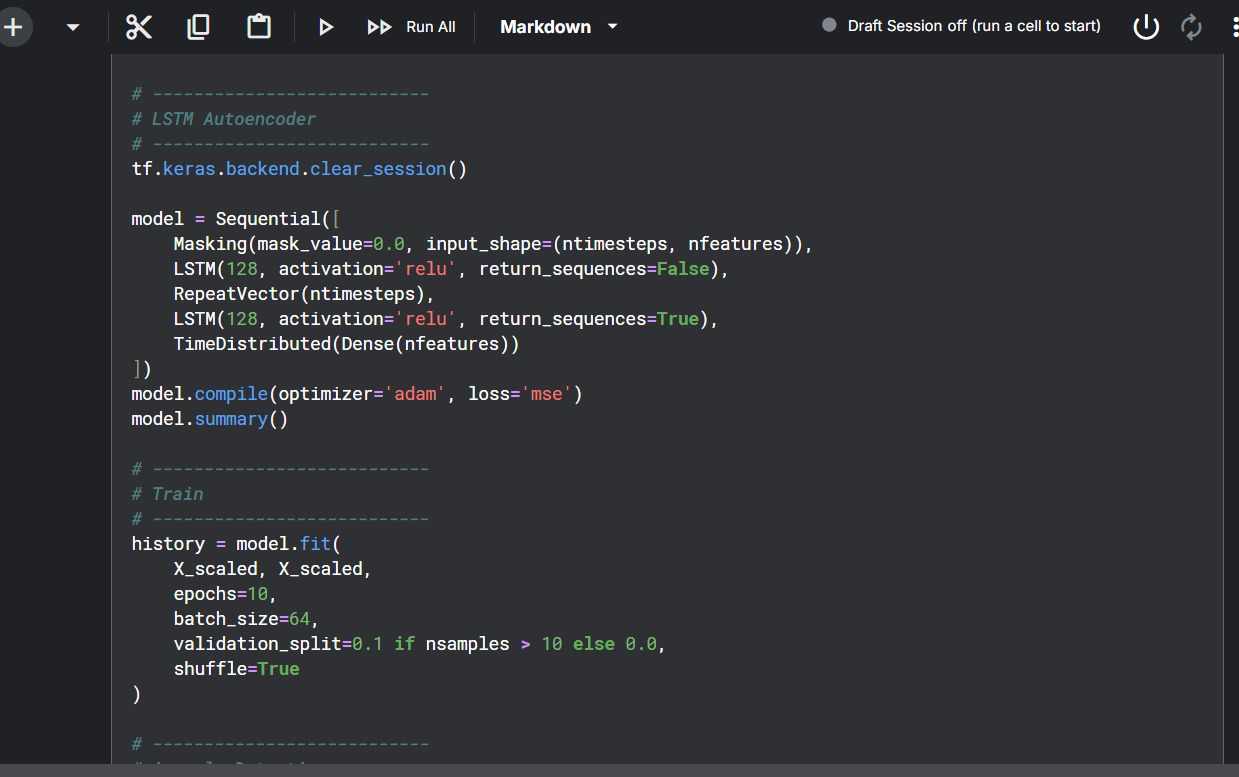 Run All
Markdown
Draft Session off (run a cell to start)
# ---------------------------
# LSTM Autoencoder
# ---------------------------
tf.keras.backend.clear_session()
model = Sequential([
    Masking(mask_value=0.0, input_shape=(ntimesteps, nfeatures)),
    LSTM(128, activation='relu', return_sequences=False),
    RepeatVector(ntimesteps),
    LSTM(128, activation='relu', return_sequences=True),
    TimeDistributed(Dense(nfeatures))
])
model.compile(optimizer='adam', loss='mse')
model.summary()
# ---------------------------
# Train
# ---------------------------
history = model.fit(
    X_scaled, X_scaled,
    epochs=10,
    batch_size=64,
    validation_split=0.1 if nsamples > 10 else 0.0,
    shuffle=True
)
# ---------------------------